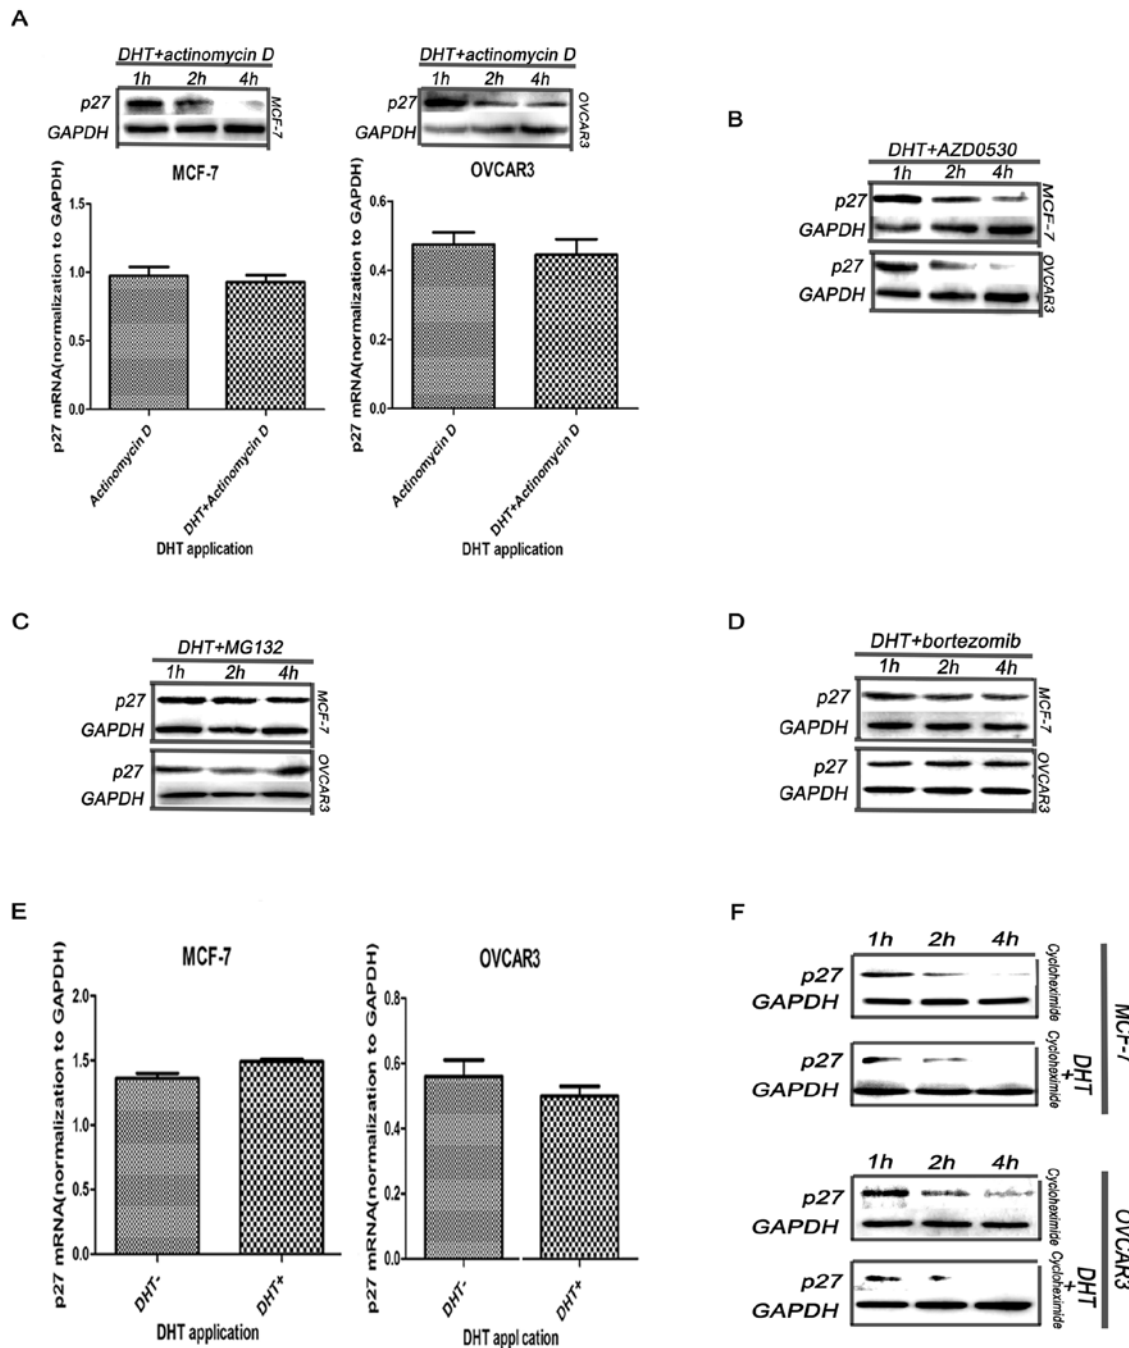 A
DHT+actinomycin D
1h 2h 4h
p27
GAPDH
MCF-7
DHT+actinomycin D
1h 2h 4h
p27
GAPDH
OVCAR3
MCF-7
p27 mRNA(normalization to GAPDH)
1.5
1.0
0.5
0.0
Actinomycin D
DHT+Actinomycin D
DHT application
OVCAR3
p27 mRNA(normalization to GAPDH)
0.6
0.4
0.2
0.0
Actinomycin D
DHT+Actinomycin D
DHT application
B
DHT+AZD0530
1h 2h 4h
p27
GAPDH
MCF-7
p27
GAPDH
OVCAR3
C
DHT+MG132
1h 2h 4h
p27
GAPDH
MCF-7
p27
GAPDH
OVCAR3
D
DHT+bortezomib
1h 2h 4h
p27
GAPDH
MCF-7
p27
GAPDH
OVCAR3
E
MCF-7
p27 mRNA(normalization to GAPDH)
2.0
1.5
1.0
0.5
0.0
DHT-
DHT+
DHT application
OVCAR3
p27 mRNA(normalization to GAPDH)
0.8
0.6
0.4
0.2
0.0
DHT-
DHT+
DHT appl cation
F
1h 2h 4h
p27
GAPDH
Cycloheximide
p27
GAPDH
DHT
+
Cycloheximide
MCF-7
1h 2h 4h
p27
GAPDH
Cycloheximide
p27
GAPDH
DHT
+
Cycloheximide
OVCAR3